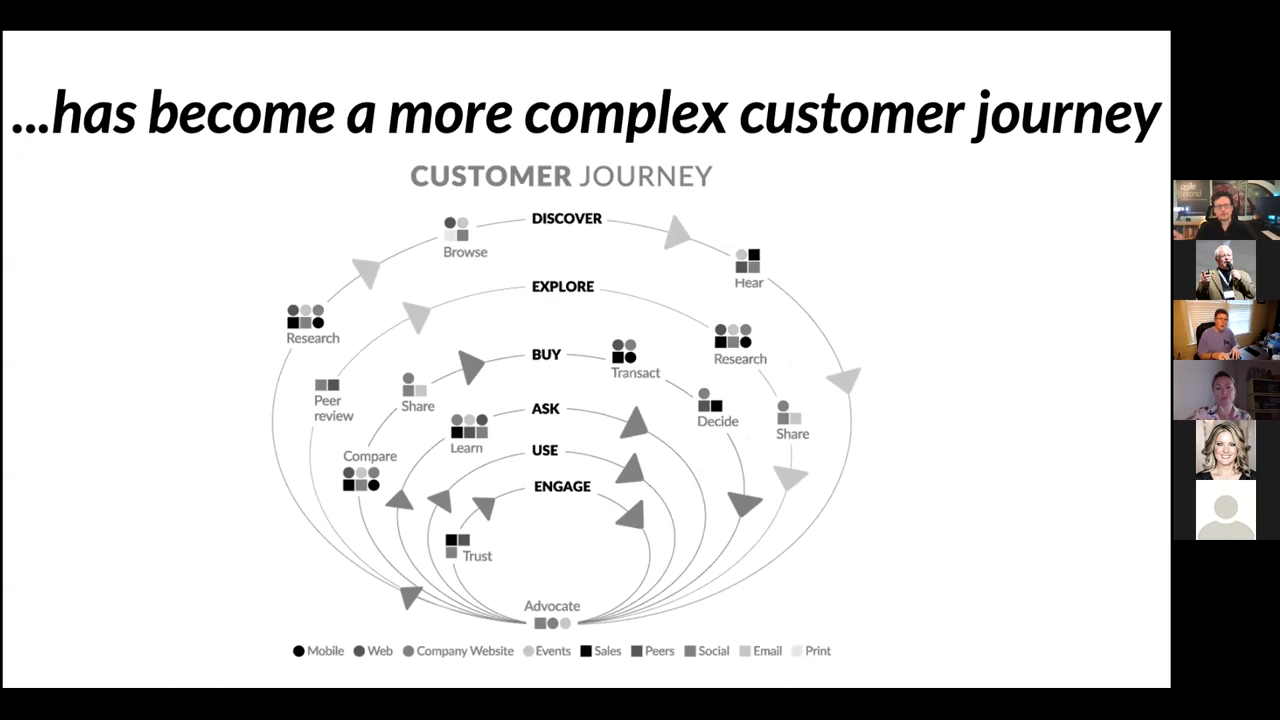 ...has become a more complex customer journey
CUSTOMER JOURNEY
DISCOVER
Browse
Hear
EXPLORE
Research
Research
BUY
Transact
Peer
review
Share
Decide
Share
ASK
Learn
Compare
USE
ENGAGE
Trust
Advocate
Mobile Web Company Website Events Sales Peers Social Email Print
agile
brand